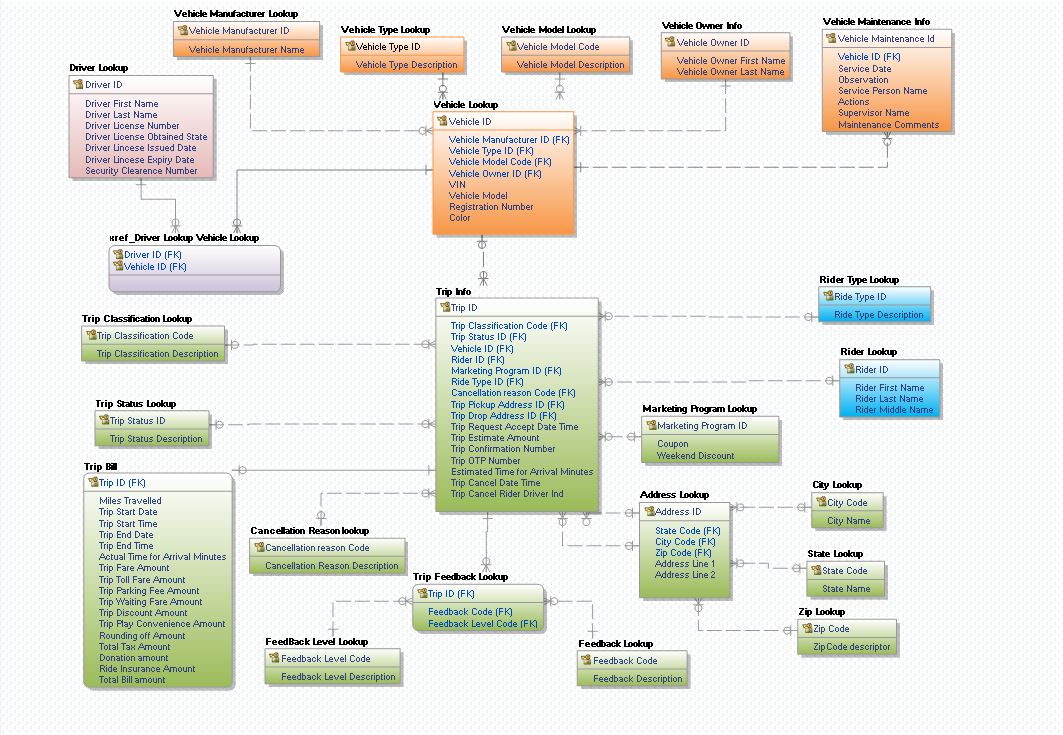 Vehicle Manufacturer Lookup
Vehicle Manufacturer ID
Vehicle Manufacturer Name
Vehicle Type Lookup
Vehicle Type ID
Vehicle Type Description
Vehicle Model Lookup
Vehicle Model Code
Vehicle Model Description
Vehicle Owner Info
Vehicle Owner ID
Vehicle Owner First Name
Vehicle Owner Last Name
Vehicle Maintenance Info
Vehicle Maintenance Id
Vehicle ID (FK)
Service Date
Observation
Service Person Name
Actions
Supervisor Name
Maintenance Comments
Driver Lookup
Driver ID
Driver First Name
Driver Last Name
Driver License Number
Driver License Obtained State
Driver Lincese Issued Date
Driver Lincese Expiry Date
Security Clearence Number
Vehicle Lookup
Vehicle ID
Vehicle Manufacturer ID (FK)
Vehicle Type ID (FK)
Vehicle Model Code (FK)
Vehicle Owner ID (FK)
VIN
Vehicle Model
Registration Number
Color
xref_Driver Lookup Vehicle Lookup
Driver ID (FK)
Vehicle ID (FK)
Trip Info
Trip ID
Trip Classification Code (FK)
Trip Status ID (FK)
Vehicle ID (FK)
Rider ID (FK)
Marketing Program ID (FK)
Ride Type ID (FK)
Cancellation reason Code (FK)
Trip Pickup Address ID (FK)
Trip Drop Address ID (FK)
Trip Request Accept Date Time
Trip Estimate Amount
Trip Confirmation Number
Trip OTP Number
Estimated Time for Arrival Minutes
Trip Cancel Date Time
Trip Cancel Rider Driver Ind
Rider Type Lookup
Ride Type ID
Ride Type Description
Trip Classification Lookup
Trip Classification Code
Trip Classification Description
Rider Lookup
Rider ID
Rider First Name
Rider Last Name
Rider Middle Name
Trip Status Lookup
Trip Status ID
Trip Status Description
Marketing Program Lookup
Marketing Program ID
Coupon
Weekend Discount
Trip Bill
Trip ID (FK)
Miles Travelled
Trip Start Date
Trip Start Time
Trip End Date
Trip End Time
Actual Time for Arrival Minutes
Trip Fare Amount
Trip Toll Fare Amount
Trip Parking Fee Amount
Trip Waiting Fare Amount
Trip Discount Amount
Trip Play Convenience Amount
Rounding off Amount
Total Tax Amount
Donation amount
Ride Insurance Amount
Total Bill amount
Cancellation Reason lookup
Cancellation reason Code
Cancellation Reason Description
Address Lookup
Address ID
State Code (FK)
City Code (FK)
Zip Code (FK)
Address Line 1
Address Line 2
City Lookup
City Code
City Name
State Lookup
State Code
State Name
Zip Lookup
Zip Code
Zip Code descriptor
Trip Feedback Lookup
Trip ID (FK)
Feedback Code (FK)
Feedback Level Code (FK)
FeedBack Level Lookup
Feedback Level Code
Feedback Level Description
Feedback Lookup
Feedback Code
Feedback Description